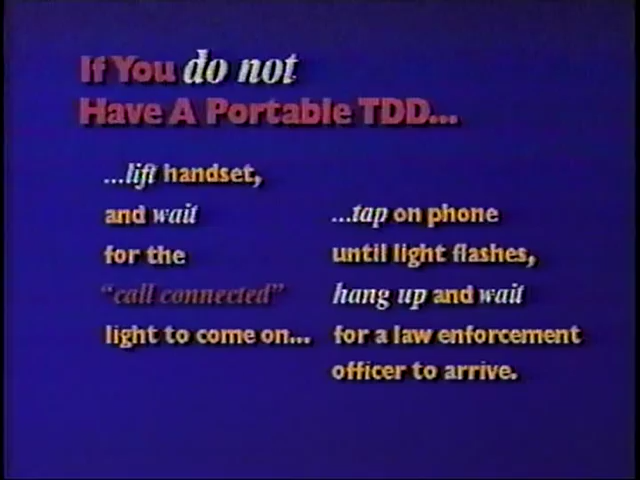 If You do not
Have A Portable TDD...
...lift handset,
and wait
for the
"call connected"
light to come on...
...tap on phone
until light flashes,
hang up and wait
for a law enforcement
officer to arrive.